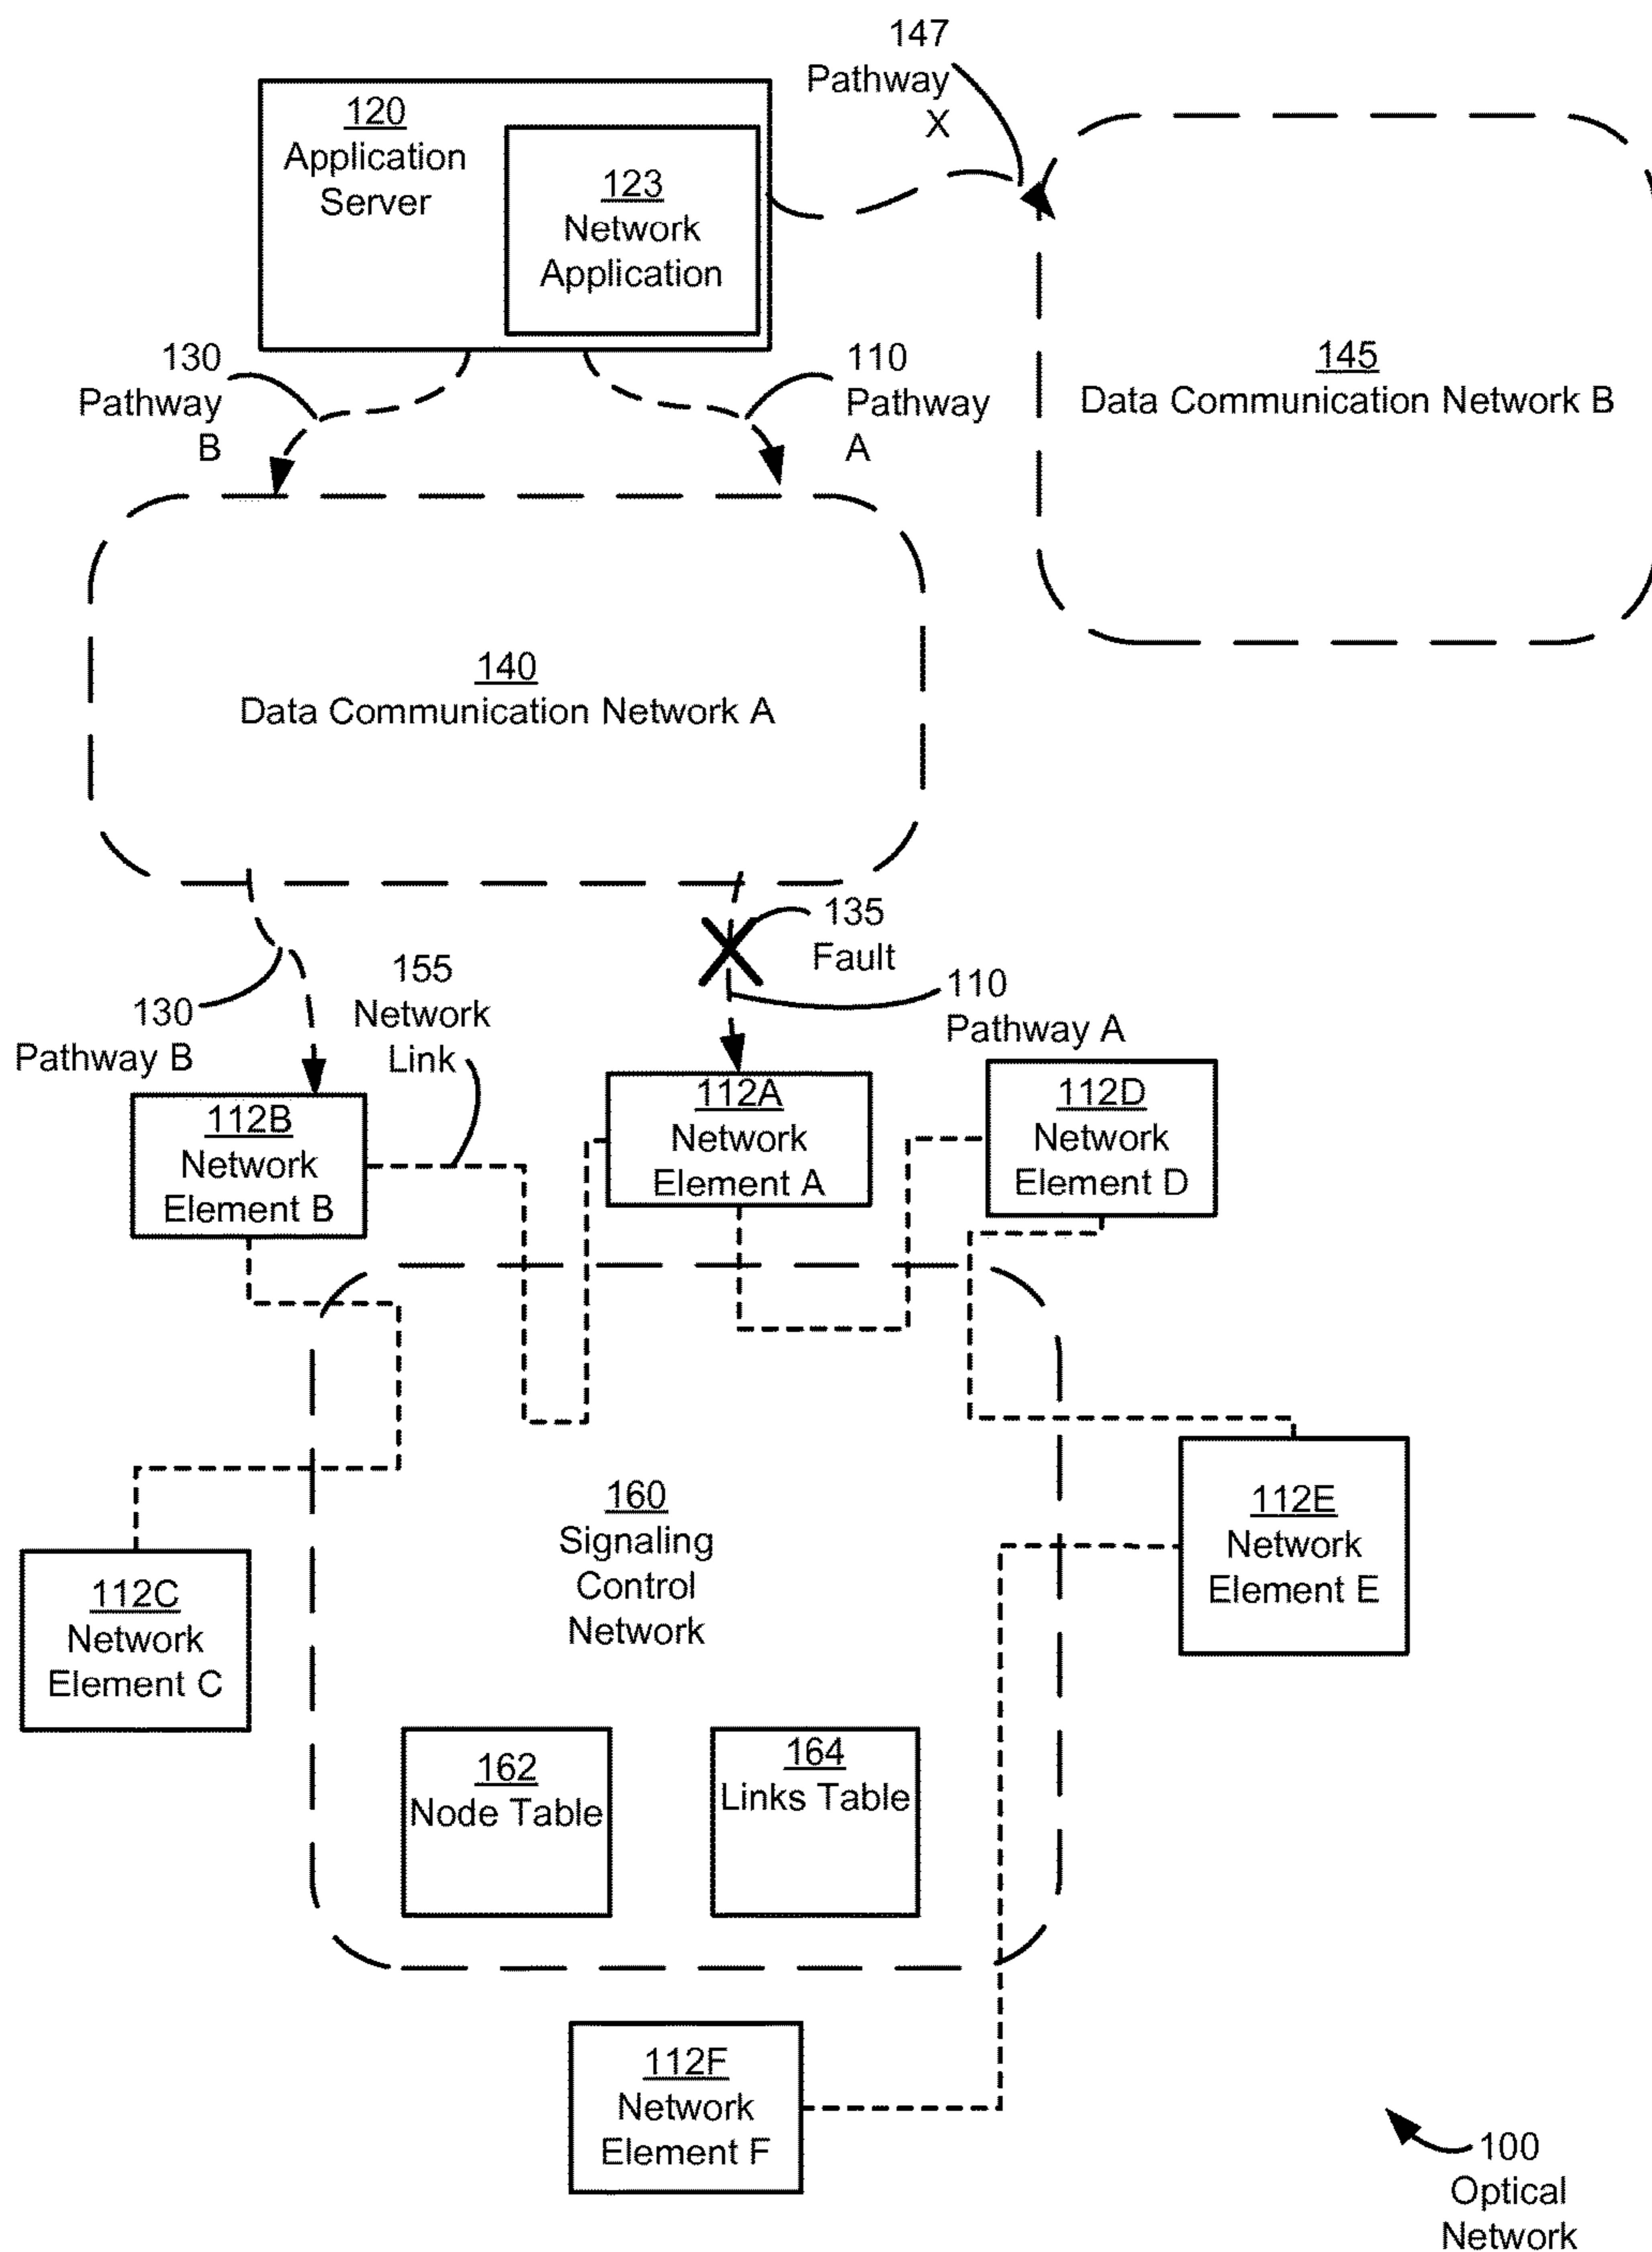 147
Pathway
X
120
Application
Server
123
Network
Application
130
Pathway
B
110
Pathway
A
145
Data Communication Network B
140
Data Communication Network A
135
Fault
130
Pathway B
155
Network
Link
110
Pathway A
112B
Network
Element B
112A
Network
Element A
112D
Network
Element D
160
Signaling
Control
Network
112E
Network
Element E
112C
Network
Element C
162
Node Table
164
Links Table
112F
Network
Element F
100
Optical
Network